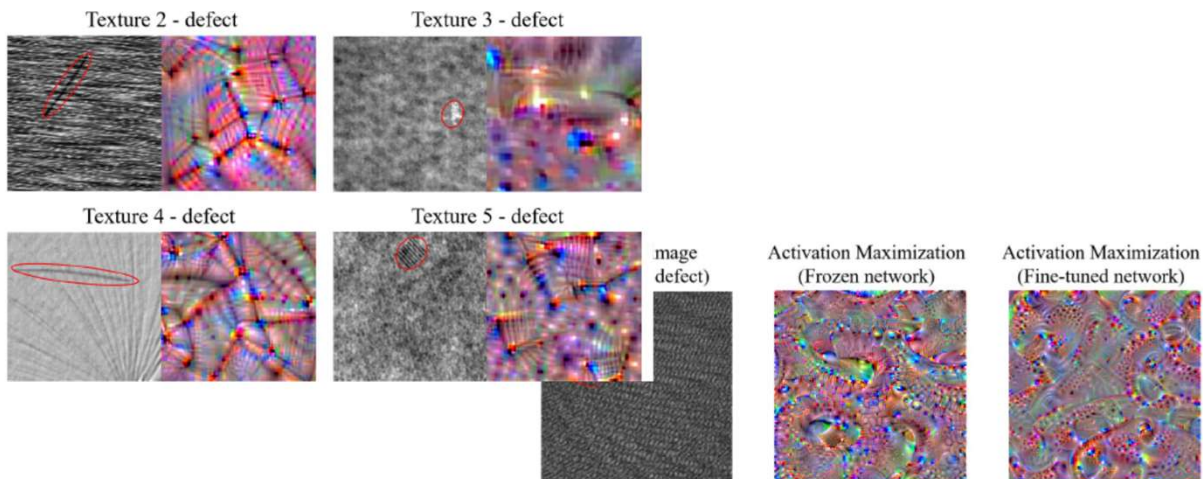 Texture 2 - defect
Texture 3 - defect
Texture 4 - defect
Texture 5 - defect
Activation Maximization
(Frozen network)
Activation Maximization
(Fine-tuned network)
defect)